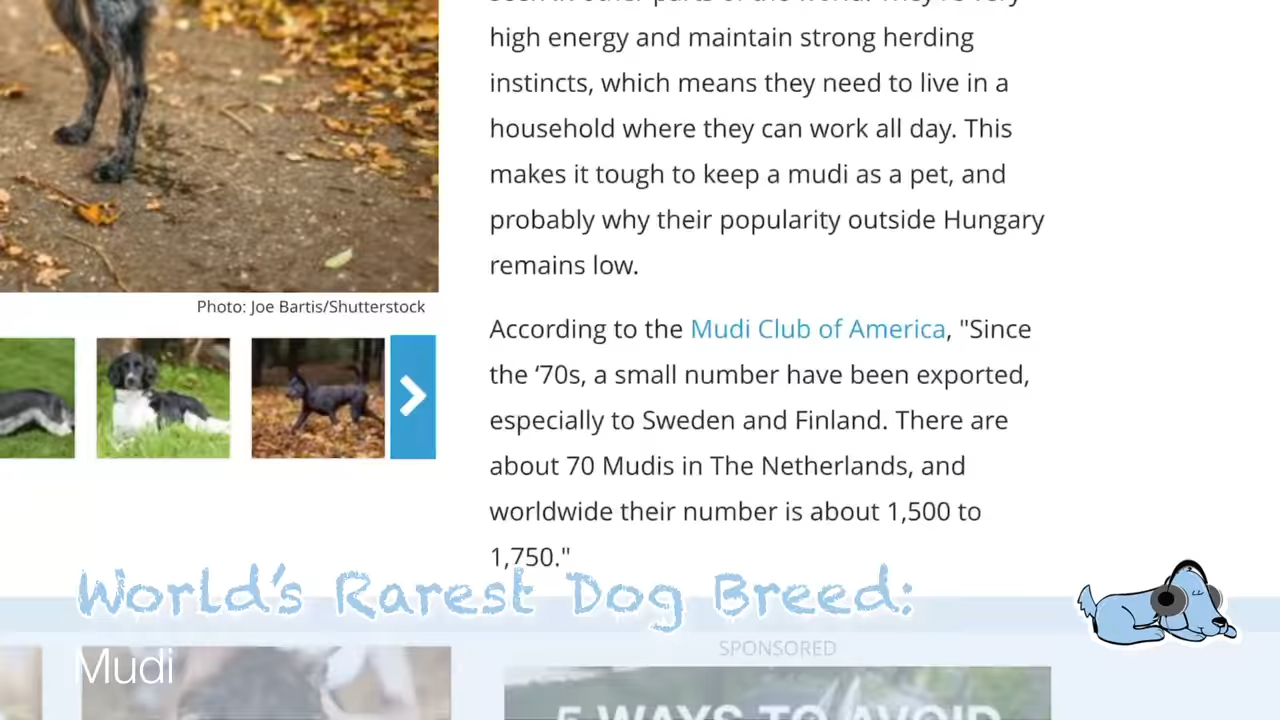 high energy and maintain strong herding
instincts, which means they need to live in a
household where they can work all day. This
makes it tough to keep a mudi as a pet, and
probably why their popularity outside Hungary
remains low.
Photo: Joe Bartis/Shutterstock
According to the Mudi Club of America, "Since
the ‘70s, a small number have been exported,
especially to Sweden and Finland. There are
about 70 Mudis in The Netherlands, and
worldwide their number is about 1,500 to
1,750."
World's Rarest Dog Breed:
Mudi
SPONSORED
5 WAYS TO AVOID